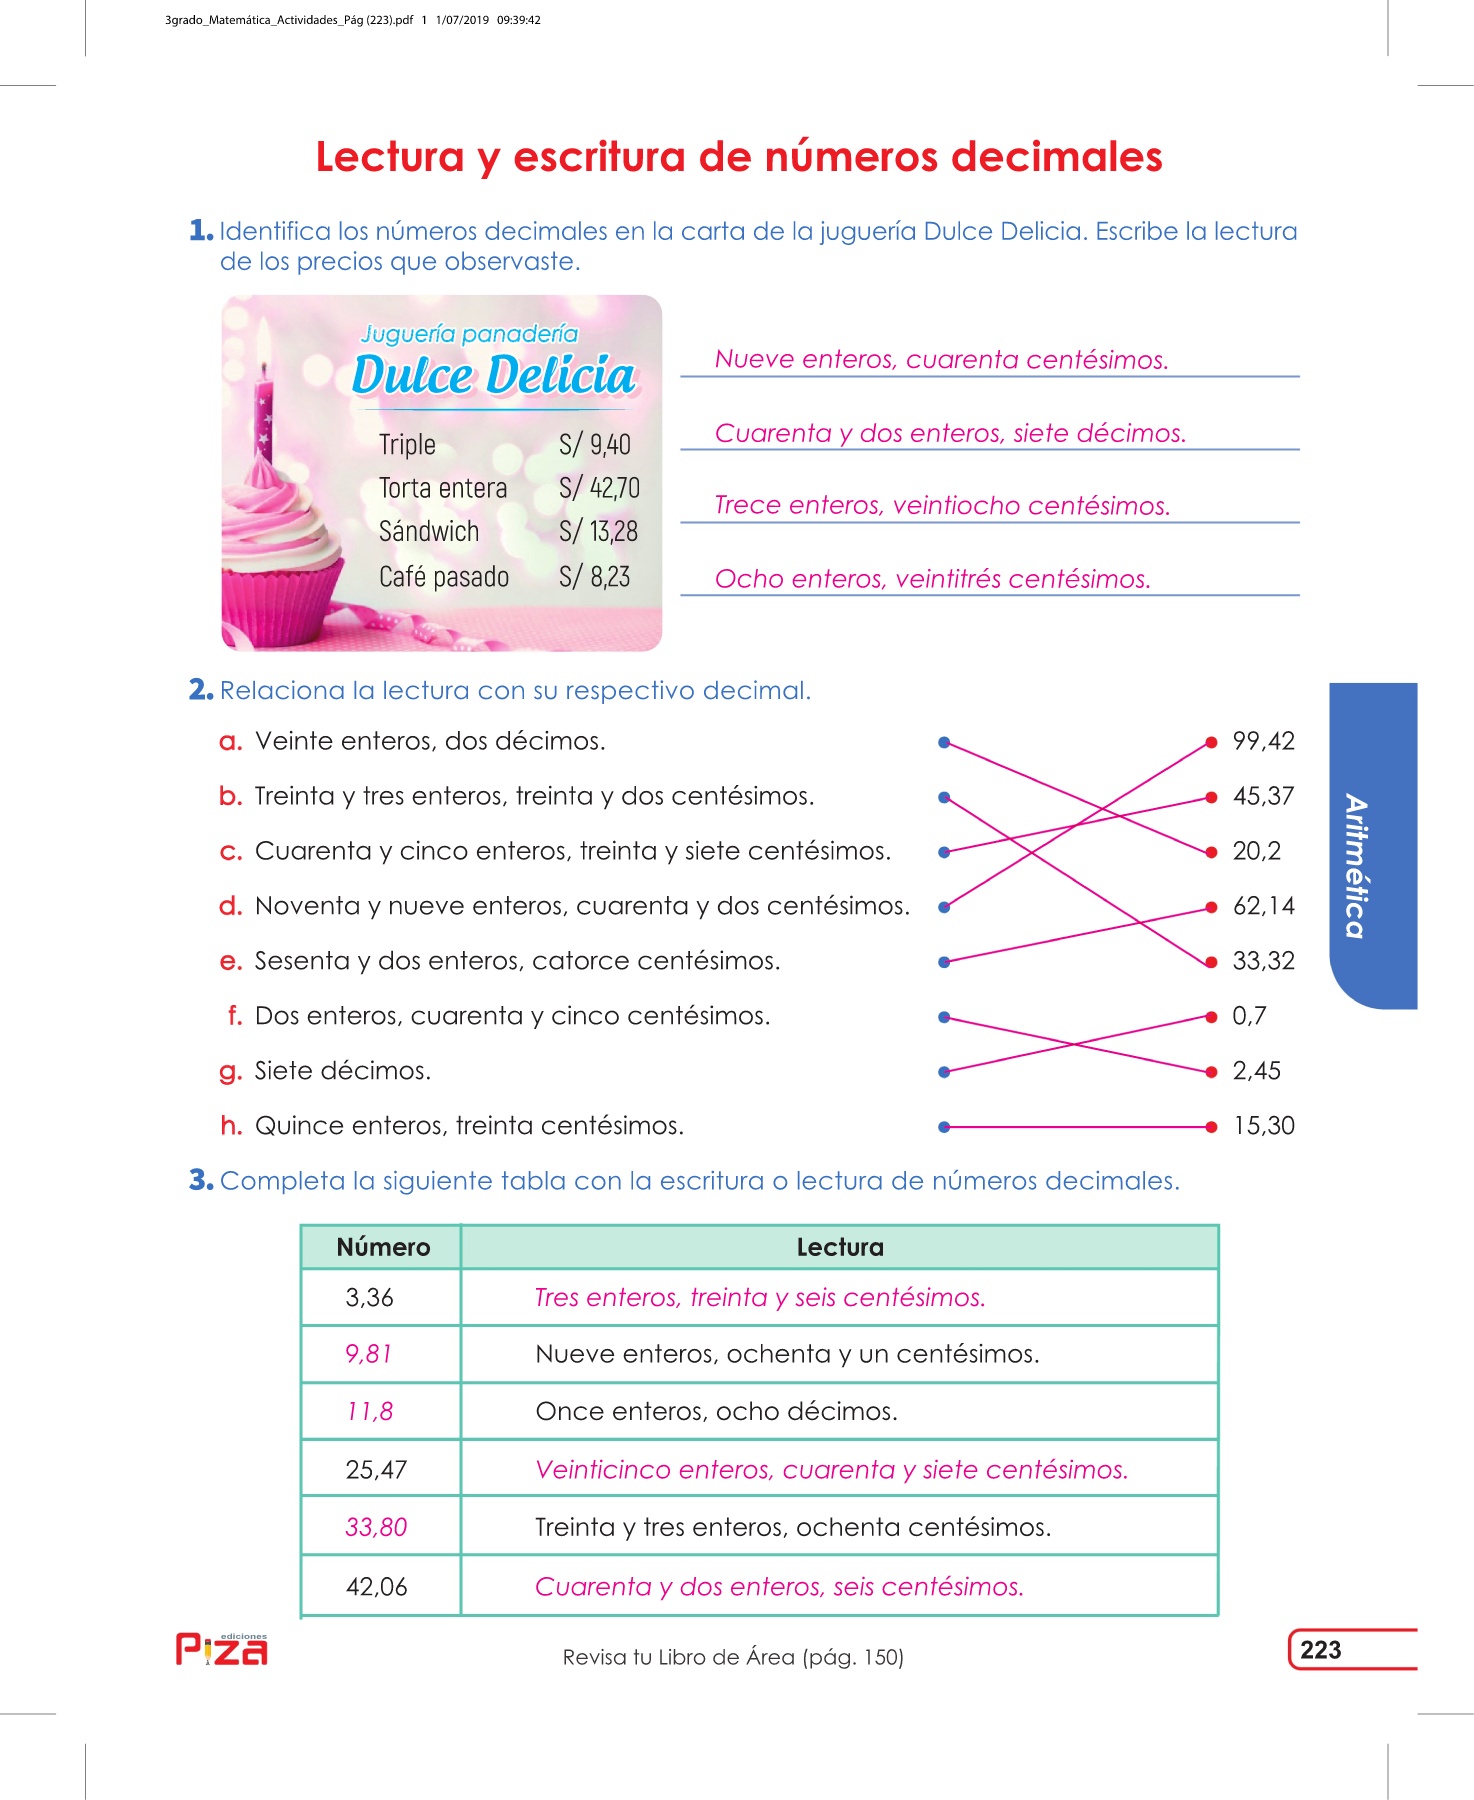 3grado_Matemática_Actividades_Pág (223).pdf 1 1/07/2019 09:39:42
Lectura y escritura de números decimales
1. Identifica los números decimales en la carta de la juguería Dulce Delicia. Escribe la lectura
de los precios que observaste.
Juguería panadería
Dulce Delicia
Triple S/ 9,40
Torta entera S/ 42,70
Sándwich S/ 13,28
Café pasado S/ 8,23
Nueve enteros, cuarenta centésimos.
Cuarenta y dos enteros, siete décimos.
Trece enteros, veintiocho centésimos.
Ocho enteros, veintitrés centésimos.
2. Relaciona la lectura con su respectivo decimal.
a. Veinte enteros, dos décimos. 99,42
b. Treinta y tres enteros, treinta y dos centésimos. 45,37
c. Cuarenta y cinco enteros, treinta y siete centésimos. 20,2
d. Noventa y nueve enteros, cuarenta y dos centésimos. 62,14
e. Sesenta y dos enteros, catorce centésimos. 33,32
f. Dos enteros, cuarenta y cinco centésimos. 0,7
g. Siete décimos. 2,45
h. Quince enteros, treinta centésimos. 15,30
Aritmética
3. Completa la siguiente tabla con la escritura o lectura de números decimales.
Número Lectura
3,36 Tres enteros, treinta y seis centésimos.
9,81 Nueve enteros, ochenta y un centésimos.
11,8 Once enteros, ocho décimos.
25,47 Veinticinco enteros, cuarenta y siete centésimos.
33,80 Treinta y tres enteros, ochenta centésimos.
42,06 Cuarenta y dos enteros, seis centésimos.
ediciones
Piza
Revisa tu Libro de Área (pág. 150)
223